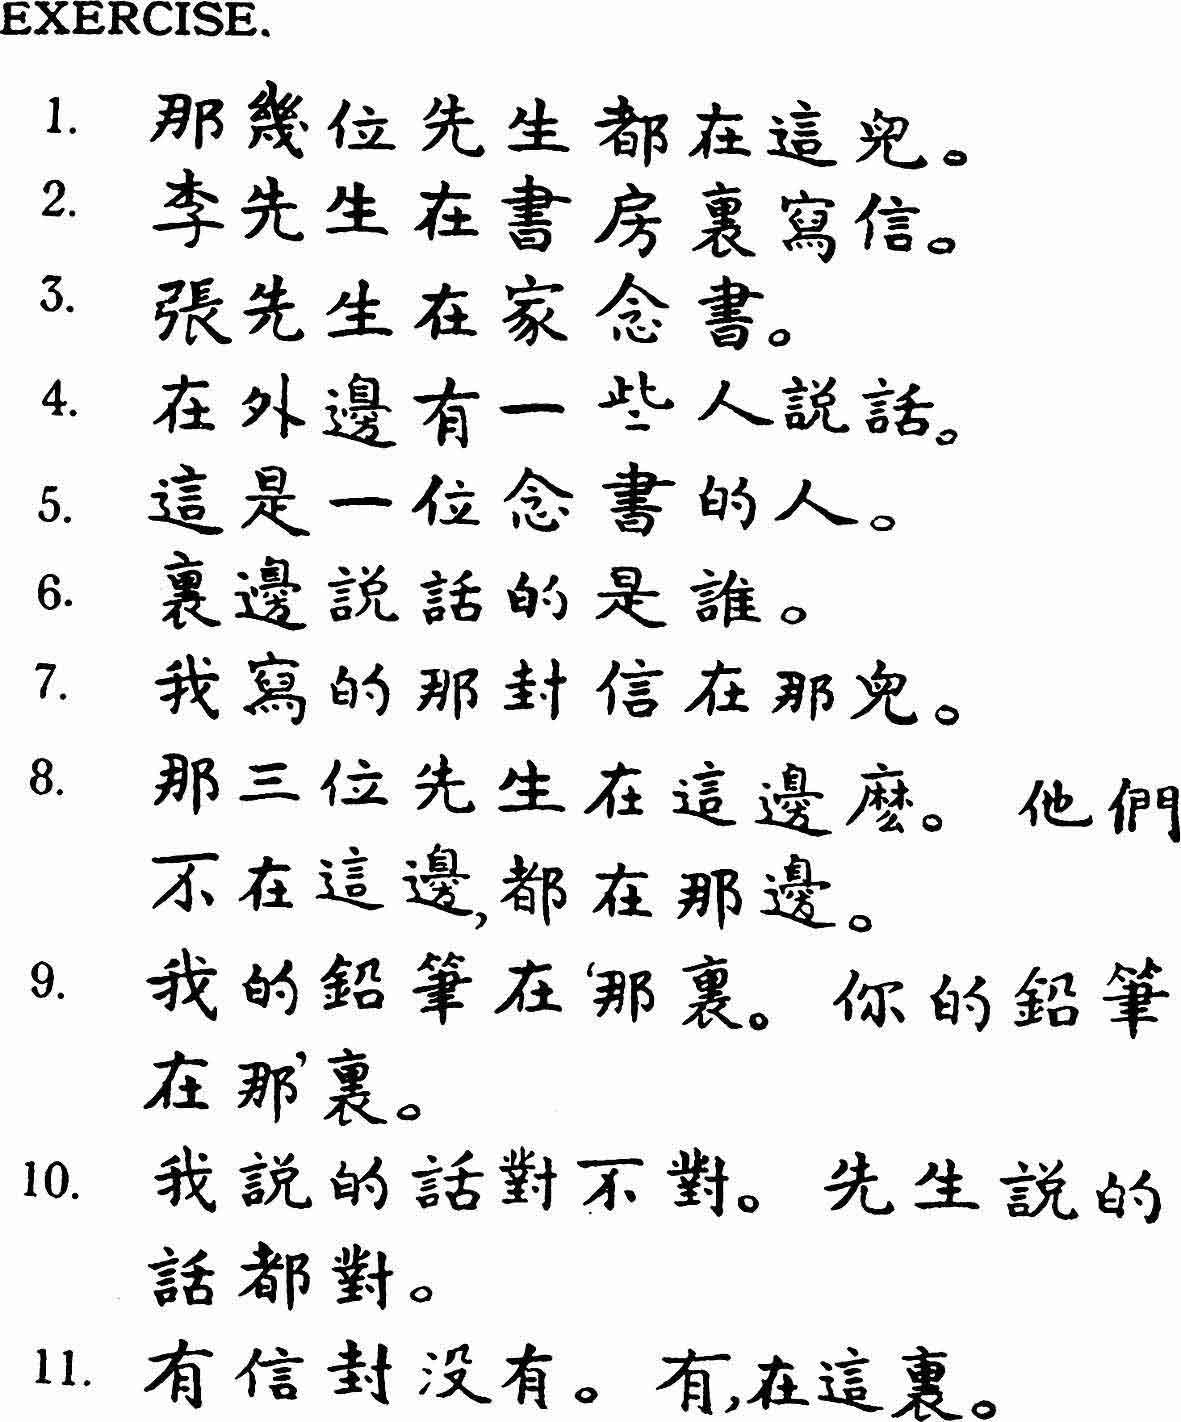 EXERCISE.
1. 那幾位先生都在這兒。
2. 李先生在書房裏寫信。
3. 張先生在家念書。
4. 在外邊有一些人説話。
5. 這是一位念書的人。
6. 裏邊説話的是誰。
7. 我寫的那封信在那兒。
8. 那三位先生在這邊麼。 他們
不在這邊,都在那邊。
9. 我的鉛筆在‘那裏。 你的鉛筆
在那’裏。
10. 我説的話對不對。 先生説的
話都對。
11. 有信封没有。 有,在這裏。